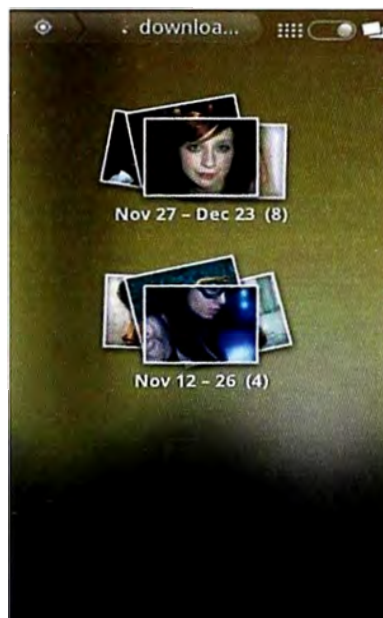 downloa...
Nov 27 – Dec 23 (8)
Nov 12 – 26 (4)